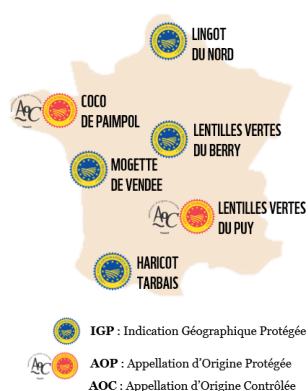 LINGOT
DU NORD
COCO
DE PAIMPOL
LENTILLES VERTES
DU BERRY
MOGETTE
DE VENDEE
AOC
LENTILLES VERTES
DU PUY
HARICOT
TARBAIS
IGP : Indication Géographique Protégée
AOP : Appellation d'Origine Protégée
AOC : Appellation d'Origine Contrôlée